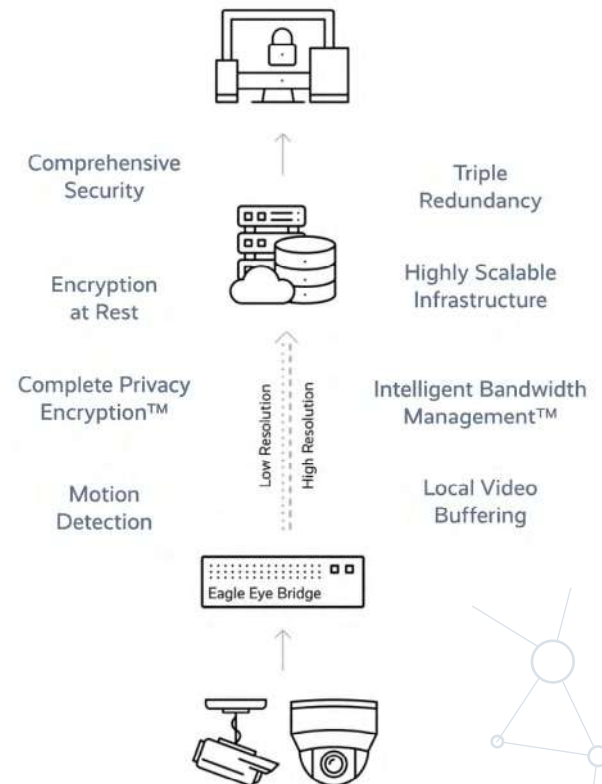 Comprehensive
Security
Triple
Redundancy
Encryption
at Rest
Highly Scalable
Infrastructure
Complete Privacy
Encryption™
Low Resolution
High Resolution
Intelligent Bandwidth
Management™
Motion
Detection
Local Video
Buffering
Eagle Eye Bridge